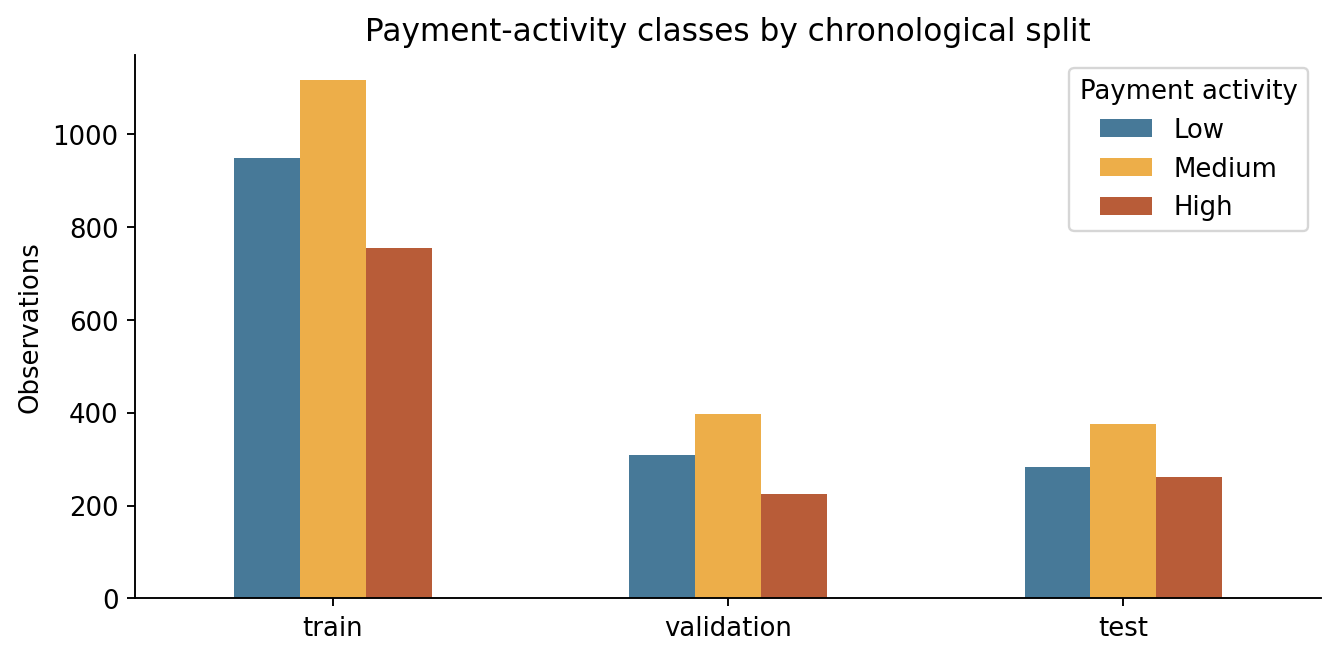 Payment-activity classes by chronological split
Payment activity
Low
Medium
High
Observations
1000
800
600
400
200
0
train
validation
test